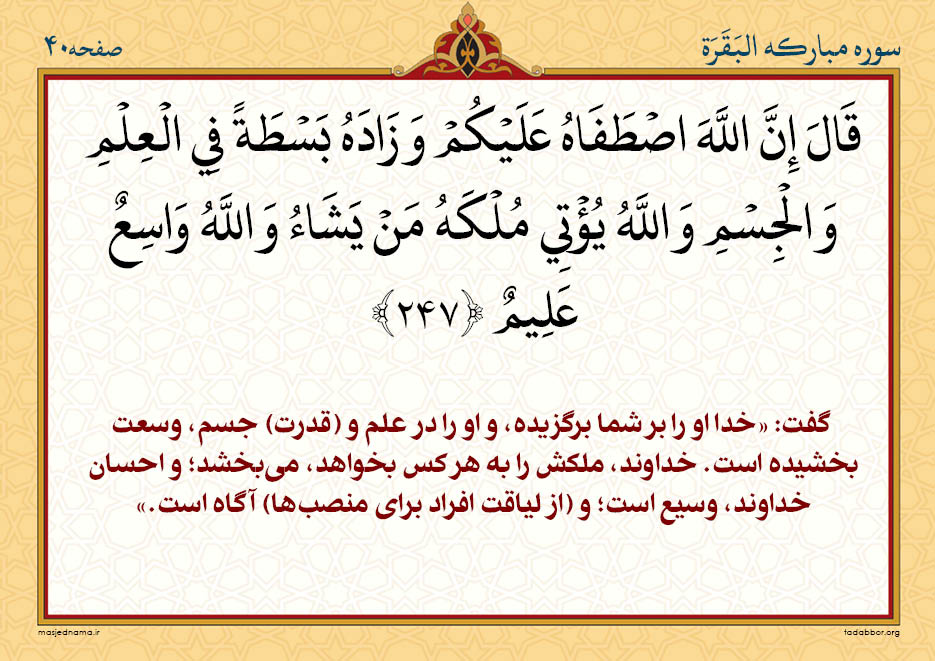 سوره مبارکه البَقَرَة
صفحه۴۰
قَالَ إِنَّ اللَّهَ اصْطَفَاهُ عَلَيْكُمْ وَ زَادَهُ بَسْطَةً فِي الْعِلْمِ
وَ الْجِسْمِ وَ اللَّهُ يُؤْتِي مُلْكَهُ مَنْ يَشَاءُ وَ اللَّهُ وَاسِعٌ
عَلِيمٌ ﴿۲۴۷﴾
گفت: «خدا او را بر شما برگزیده، و او را در علم و (قدرت) جسم، وسعت
بخشیده است. خداوند، ملکش را به هر کس بخواهد، می‌بخشد؛ و احسان
خداوند، وسیع است؛ و (از لیاقت افراد برای منصب‌ها) آگاه است.»
masjednama.ir
tadabbor.org